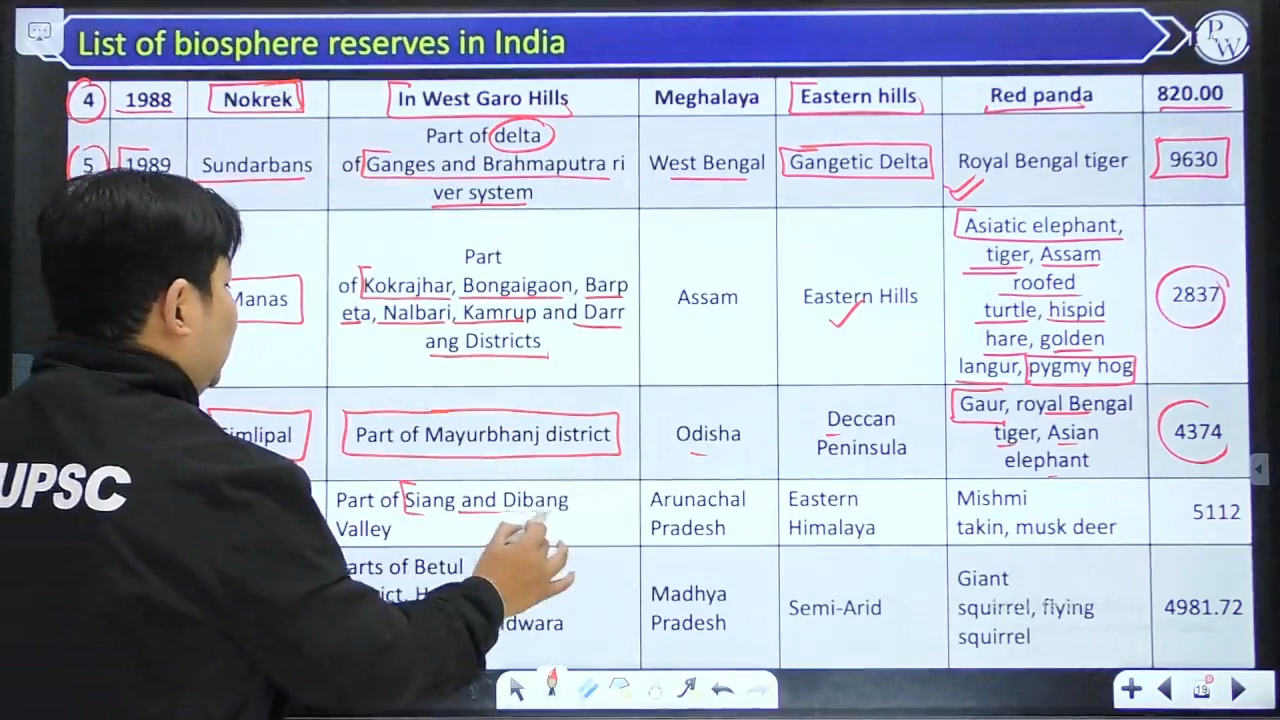 List of biosphere reserves in India
PW
4 1988 Nokrek In West Garo Hills Meghalaya Eastern hills Red panda 820.00
Part of delta
5 1989 Sundarbans of Ganges and Brahmaputra ri West Bengal Gangetic Delta Royal Bengal tiger 9630
ver system
Asiatic elephant,
tiger, Assam
Part
roofed
of Kokrajhar, Bongaigaon, Barp
Manas Assam Eastern Hills 2837
eta, Nalbari, Kamrup and Darr
turtle, hispid
ang Districts
hare, golden
langur, pygmy hog
Gaur, royal Bengal
Simlipal Part of Mayurbhanj district Odisha Deccan
Peninsula
tiger, Asian 4374
elephant
Part of Siang and Dibang Arunachal Eastern Mishmi
Valley Pradesh Himalaya takin, musk deer 5112
arts of Betul
Giant
Madhya Semi-Arid squirrel, flying 4981.72
dwara Pradesh squirrel
UPSC
19